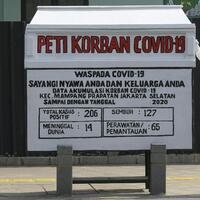 PETI KORBAN COVID-19
WASPADA COVID-19
SAYANGI NYAWA ANDA DAN KELUARGA ANDA
DATA AKUMULASI KORBAN COVID-19
KEC. MAMPANG PRAPATAN JAKARTA SELATAN
SAMPAI DENGAN TANGGAL 2020
TOTAL KASUS POSITIF : 206 SEMBUH : 127
MENINGGAL DUNIA : 14 PERAWATAN/PEMANTAUAN : 65